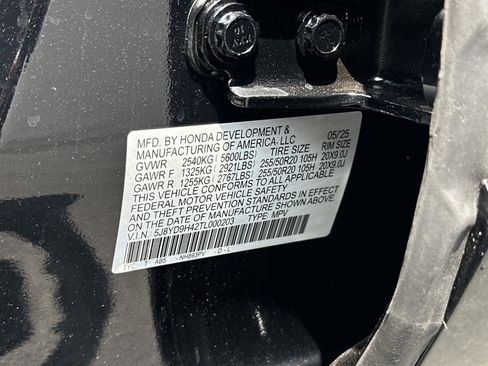 MFD. BY HONDA DEVELOPMENT & 05/25
MANUFACTURING OF AMERICA, LLC
GVWR 2540KG (5600LBS) TIRE SIZE RIM SIZE
GAWR F 1325KG (2921LBS) 255/50R20 105H 20X9.0J
GAWR R 1255KG (2767LBS) 255/50R20 105H 20X9.0J
THIS VEHICLE CONFORMS TO ALL APPLICABLE
FEDERAL MOTOR VEHICLE SAFETY
THEFT PREVENTION STANDARDS IN EFFECT ON
THE DATE OF MANUFACTURE SHOWN ABOVE.
V.I.N.: 5J8YD9H42TL000203 TYPE: MPV
TYC: T ABS NH893PV -D -L